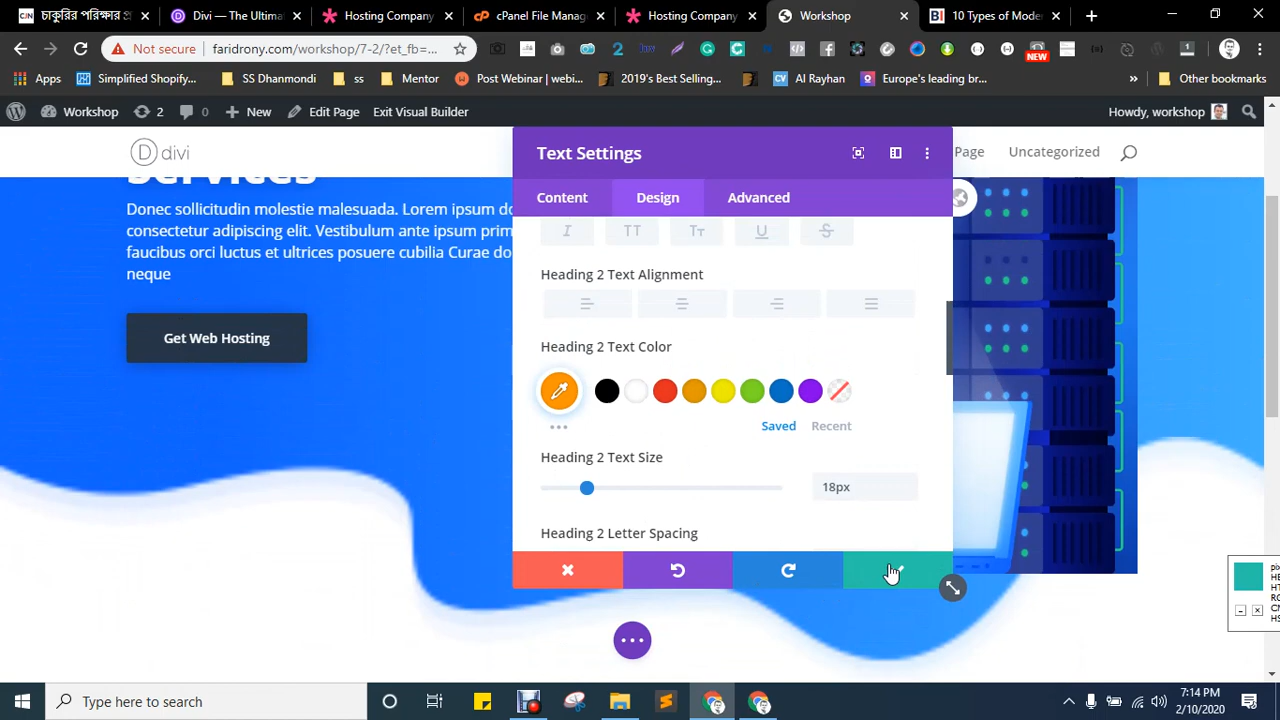 চাকুরির পরীক্ষার
Divi — The Ultima
Hosting Company
cPanel File Manag
Hosting Company
Workshop
10 Types of Moder
Not secure
faridrony.com/workshop/7-2/?et_fb=...
NEW
1
Apps
Simplified Shopify...
SS Dhanmondi
ss
Mentor
Post Webinar | webi...
2019's Best Selling...
Al Rayhan
Europe's leading br...
»
Other bookmarks
Workshop
2
0
New
Edit Page
Exit Visual Builder
Howdy, workshop
divi
Page
Uncategorized
Services
Donec sollicitudin molestie malesuada. Lorem ipsum do
consectetur adipiscing elit. Vestibulum ante ipsum prim
faucibus orci luctus et ultrices posuere cubilia Curae do
neque
Get Web Hosting
Text Settings
Content
Design
Advanced
I
TT
Tт
U
S
Heading 2 Text Alignment
Heading 2 Text Color
Saved
Recent
Heading 2 Text Size
18px
Heading 2 Letter Spacing
Type here to search
7:14 PM
2/10/2020